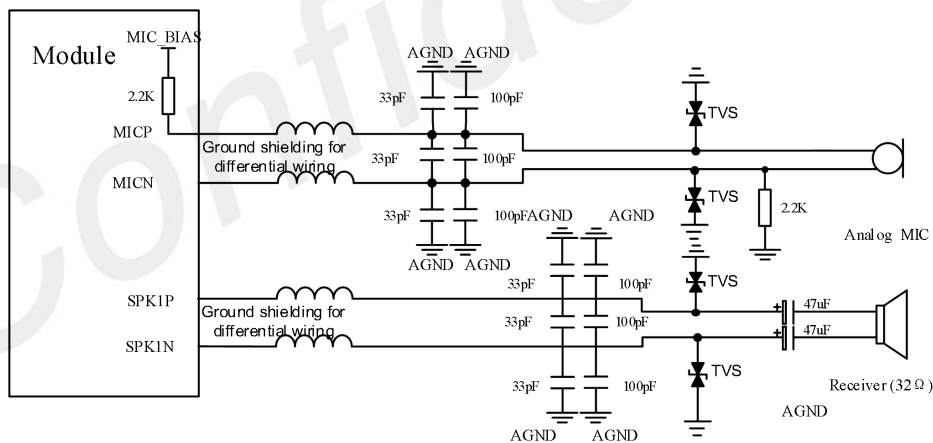 MIC_BIAS
Module
2.2K
MICP
Ground shielding for
differential wiring
MICN
AGND AGND
33pF 100pF
33pF 100pF
33pF 100pF
AGND AGND
TVS
TVS
2.2K
Analog MIC
SPK1P
Ground shielding for
differential wiring
SPK1N
AGND AGND
33pF 100pF
33pF 100pF
33pF 100pF
AGND AGND
TVS
TVS
+ 47uF
+ 47uF
Receiver (32Ω)
AGND